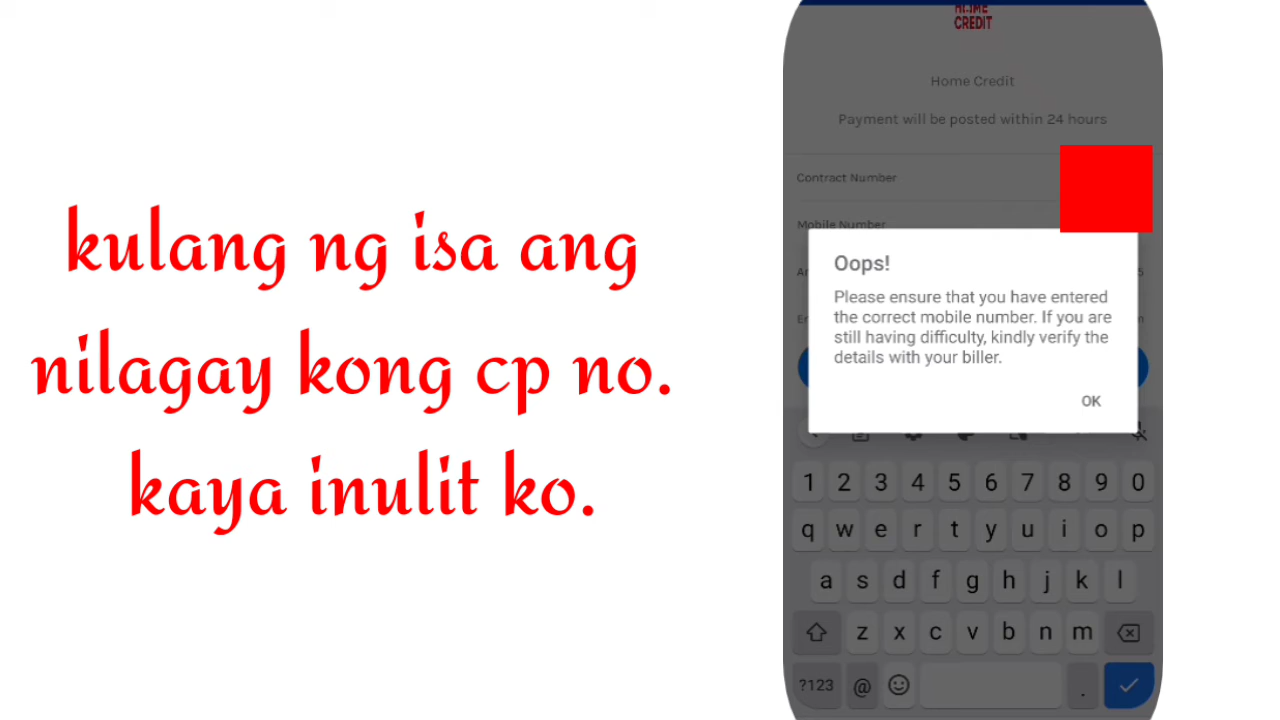 kulang ng isa ang
nilagay kong cp no.
kaya inulit ko.
HOME
CREDIT
Home Credit
Payment will be posted within 24 hours
Contract Number
Mobile Number
Oops!
Please ensure that you have entered
the correct mobile number. If you are
still having difficulty, kindly verify the
details with your biller.
OK
1 2 3 4 5 6 7 8 9 0
q w e r t y u i o p
a s d f g h j k l
z x c v b n m
?123 @ .